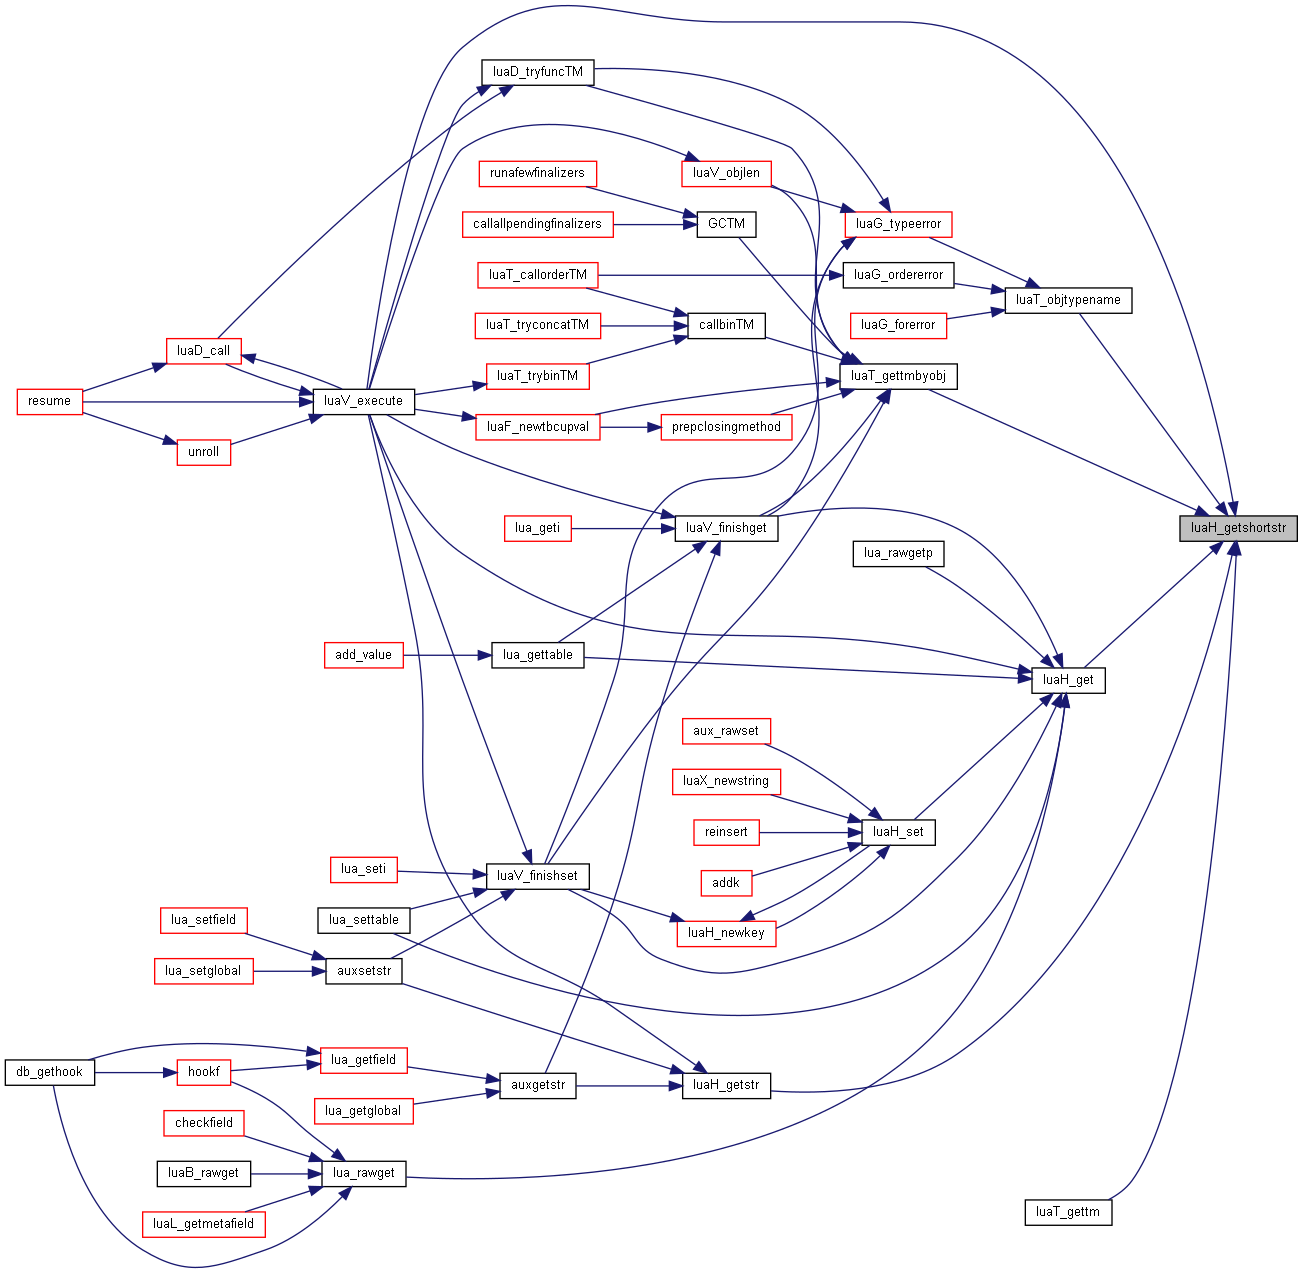 luaD_tryfuncTM
runafewfinalizers
luaV_objlen
callallpendingfinalizers
GCTM
luaG_typeerror
luaT_callorderTM
luaG_ordererror
luaT_objtypename
luaT_tryconcatTM
callbinTM
luaG_forerror
luaD_call
luaT_trybinTM
luaT_gettmbyobj
resume
luaV_execute
luaF_newtbcupval
prepclosingmethod
unroll
lua_geti
luaV_finishget
luaH_getshortstr
lua_rawgetp
add_value
lua_gettable
luaH_get
aux_rawset
luaX_newstring
reinsert
luaH_set
lua_seti
luaV_finishset
addk
lua_setfield
lua_settable
luaH_newkey
lua_setglobal
auxsetstr
db_gethook
hookf
lua_getfield
auxgetstr
luaH_getstr
lua_getglobal
checkfield
luaB_rawget
lua_rawget
luaL_getmetafield
luaT_gettm